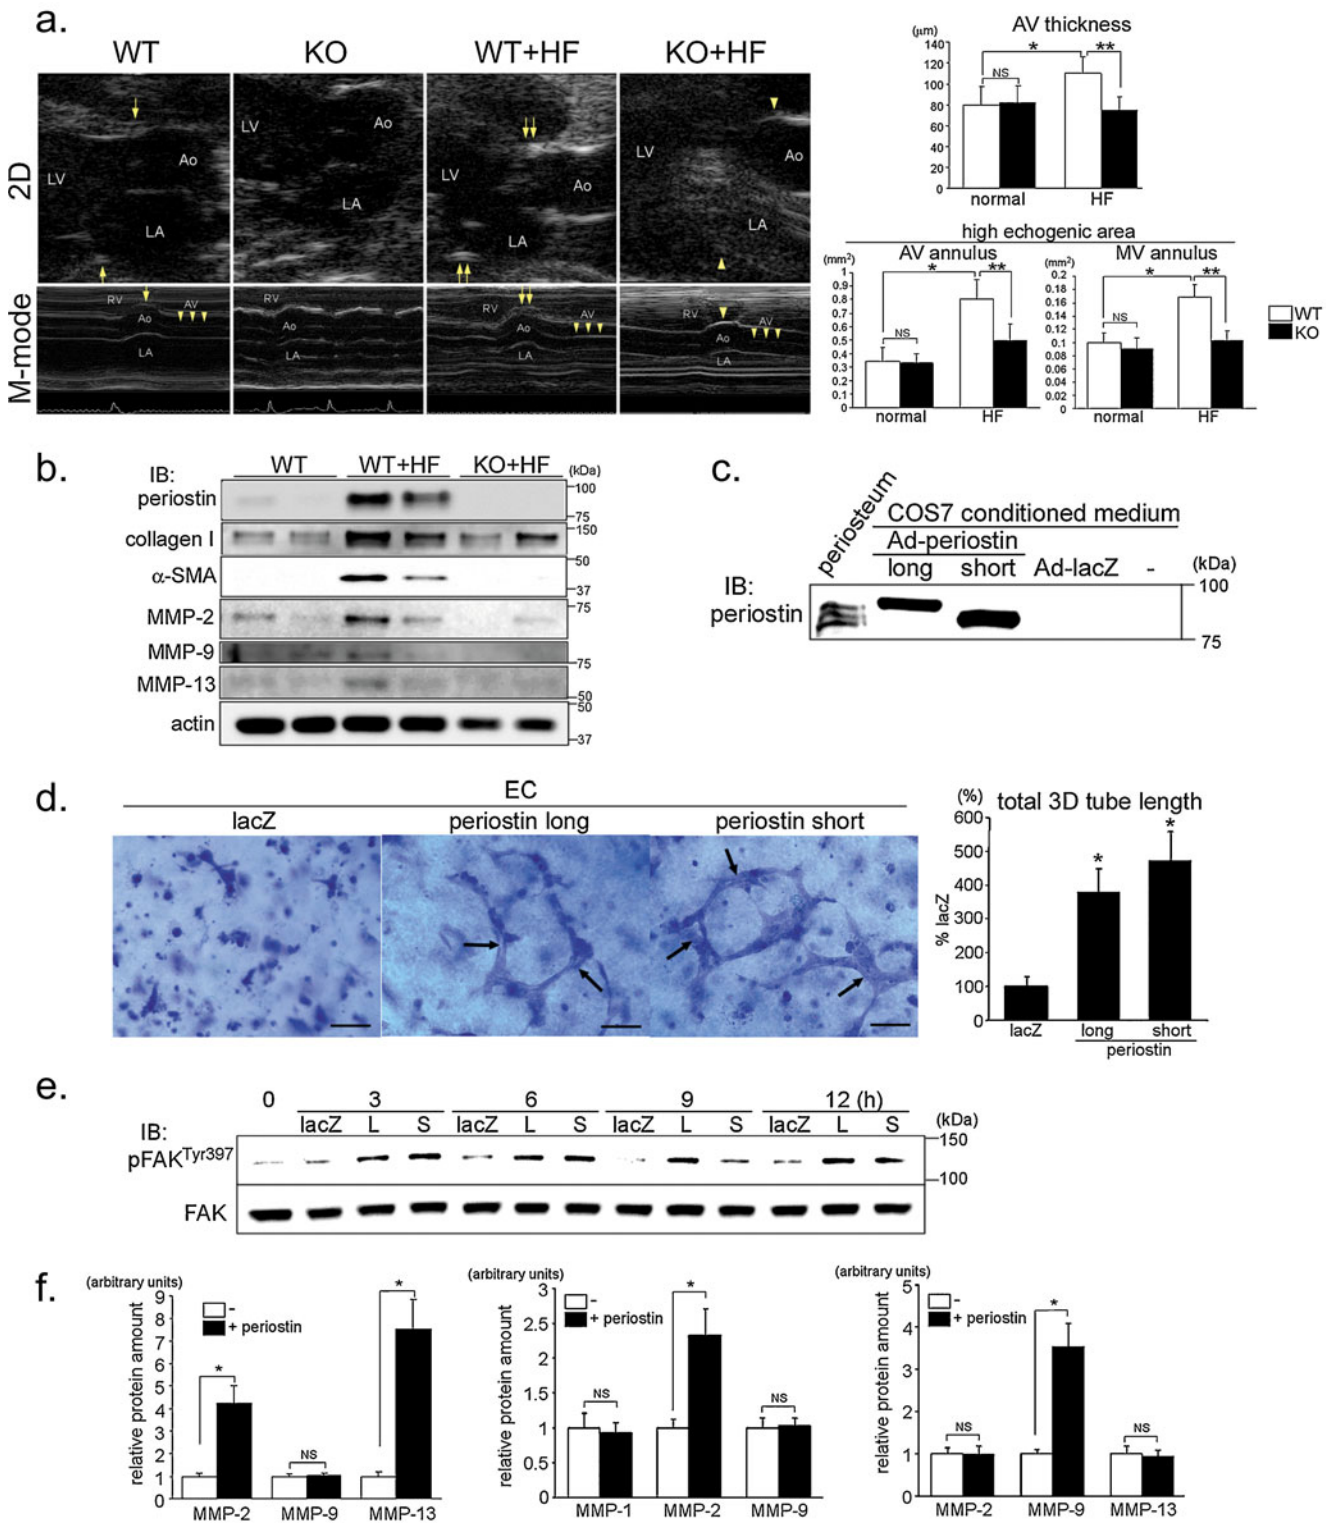 a.
WT KO WT+HF KO+HF
2D
LV Ao LA
LV Ao LA
LV Ao LA
LV Ao LA
M-mode
RV AV Ao LA
RV Ao LA
RV AV Ao LA
RV AV Ao LA
AV thickness
(μm)
140
120
100
80
60
40
20
0
* **
NS
normal HF
high echogenic area
AV annulus MV annulus
(mm²)
1
0.9
0.8
0.7
0.6
0.5
0.4
0.3
0.2
0.1
0
* **
NS
normal HF
(mm²)
0.2
0.18
0.16
0.14
0.12
0.1
0.08
0.06
0.04
0.02
0
* **
NS
normal HF
WT
KO
b.
IB:
WT WT+HF KO+HF (kDa)
periostin 100
75
collagen I 150
α-SMA 50
37
MMP-2 75
MMP-9
75
MMP-13
50
actin 50
37
c.
periosteum
COS7 conditioned medium
Ad-periostin
long short Ad-lacZ - (kDa)
IB:
periostin
100
75
d.
EC
lacZ periostin long periostin short
(%) total 3D tube length
% lacZ
600
500
400
300
200
100
0
* *
lacZ long short
periostin
e.
0 3 6 9 12 (h)
lacZ L S lacZ L S lacZ L S lacZ L S (kDa)
IB:
pFAKTyr397
150
100
FAK
f.
(arbitrary units)
relative protein amount
9
8
7
6
5
4
3
2
1
0
-
+ periostin
* NS *
MMP-2 MMP-9 MMP-13
(arbitrary units)
relative protein amount
3
2.5
2
1.5
1
0.5
0
-
+ periostin
NS * NS
MMP-1 MMP-2 MMP-9
(arbitrary units)
relative protein amount
5
4
3
2
1
0
-
+ periostin
NS * NS
MMP-2 MMP-9 MMP-13